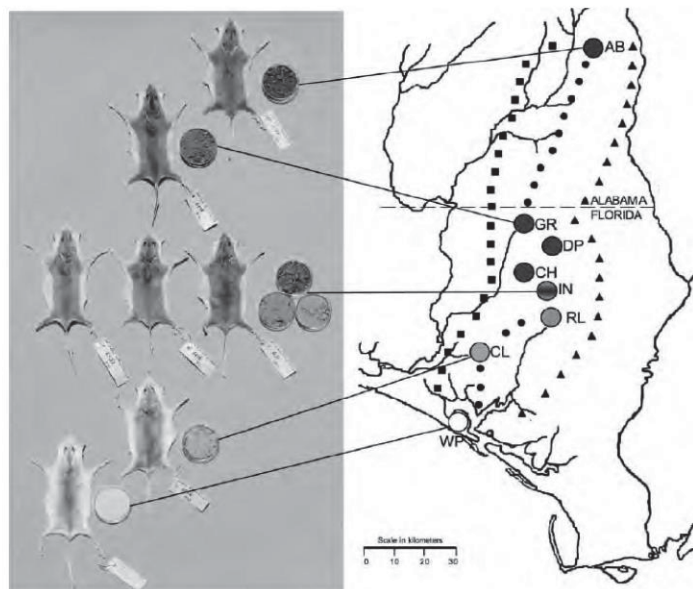 AB
ALABAMA
FLORIDA
GR
DP
CH
IN
RL
CL
WP
Scale in kilometers
0 10 20 30